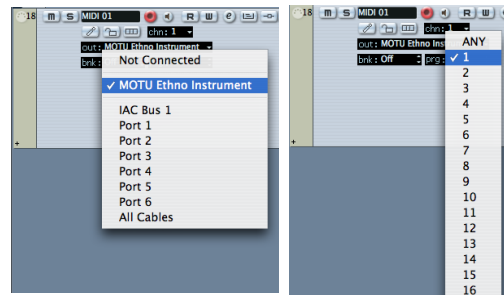 18 m S MIDI 01 R W e
chn: 1
out: MOTU Ethno Instrument
bnk:
Not Connected
✓ MOTU Ethno Instrument
IAC Bus 1
Port 1
Port 2
Port 3
Port 4
Port 5
Port 6
All Cables
+
18 m S MIDI 01 R W
chn: 1
out: MOTU Ethno Ins
bnk: Off prg:
ANY
✓ 1
2
3
4
5
6
7
8
9
10
11
12
13
14
15
16
+